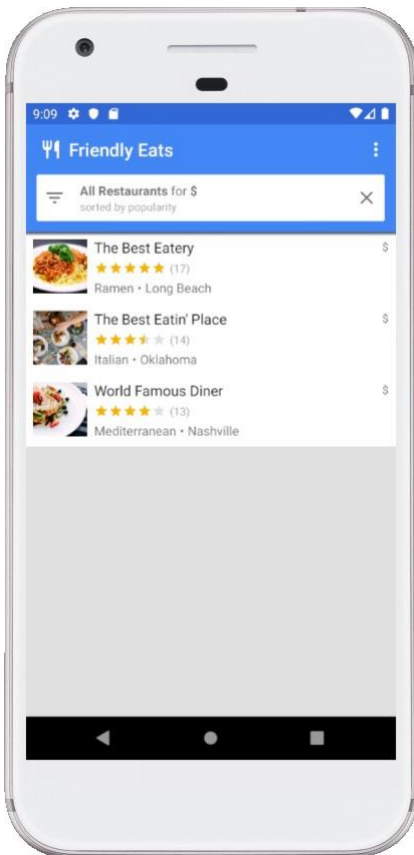 9:09
Friendly Eats
All Restaurants for $
sorted by popularity
The Best Eatery $
(17)
Ramen • Long Beach
The Best Eatin' Place $
(14)
Italian • Oklahoma
World Famous Diner $
(13)
Mediterranean • Nashville